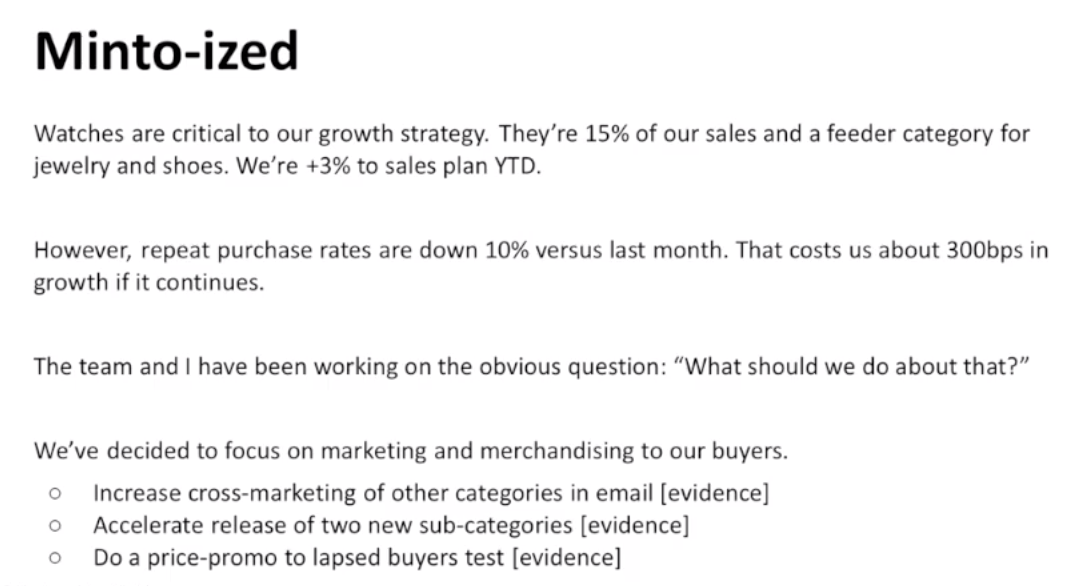 Minto-ized
Watches are critical to our growth strategy. They’re 15% of our sales and a feeder category for
jewelry and shoes. We’re +3% to sales plan YTD.
However, repeat purchase rates are down 10% versus last month. That costs us about 300bps in
growth if it continues.
The team and I have been working on the obvious question: “What should we do about that?”
We’ve decided to focus on marketing and merchandising to our buyers.
○ Increase cross-marketing of other categories in email [evidence]
○ Accelerate release of two new sub-categories [evidence]
○ Do a price-promo to lapsed buyers test [evidence]